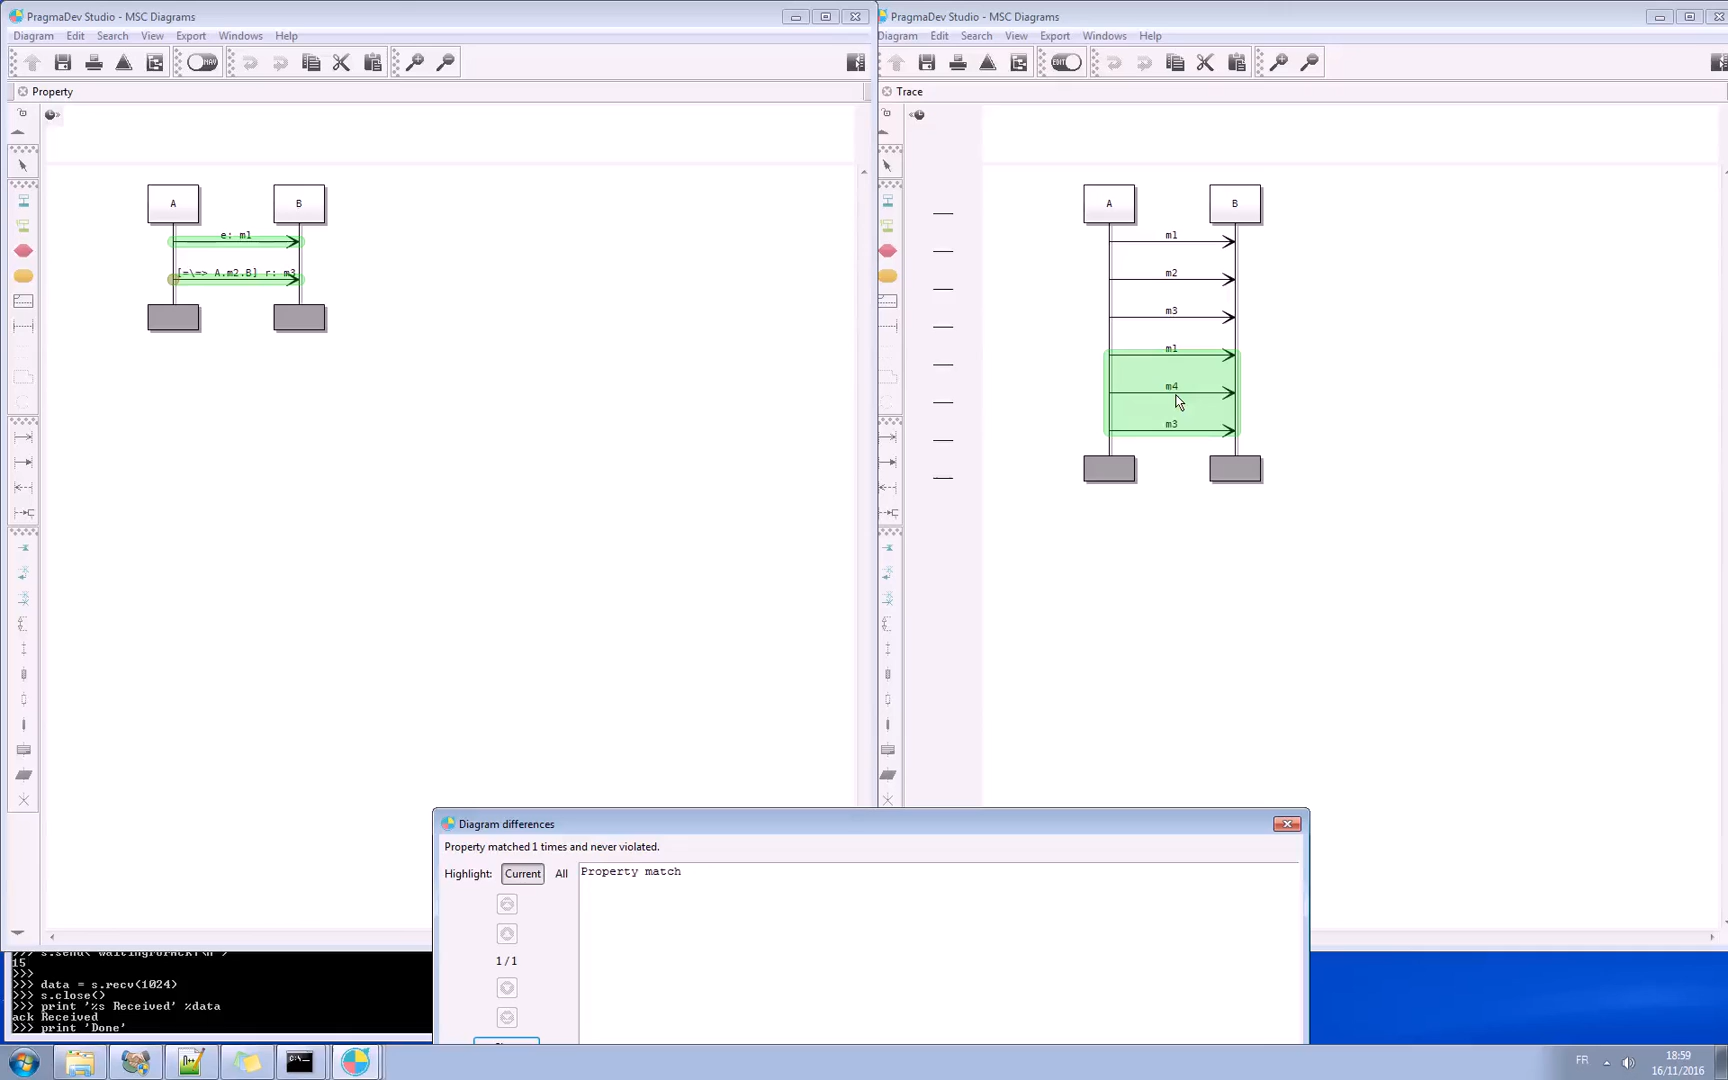 PragmaDev Studio - MSC Diagrams
Diagram Edit Search View Export Windows Help
NAV
Property
A B
e: m1
[=\=> A.m2.B] r: m3
PragmaDev Studio - MSC Diagrams
Diagram Edit Search View Export Windows Help
EDIT
Trace
A B
m1
m2
m3
m1
m4
m3
Diagram differences
Property matched 1 times and never violated.
Highlight: Current All
Property match
1/1
15
>>>
>>> data = s.recv(1024)
>>> s.close()
>>> print '%s Received' %data
ack Received
>>> print 'Done'
FR
18:59
16/11/2016